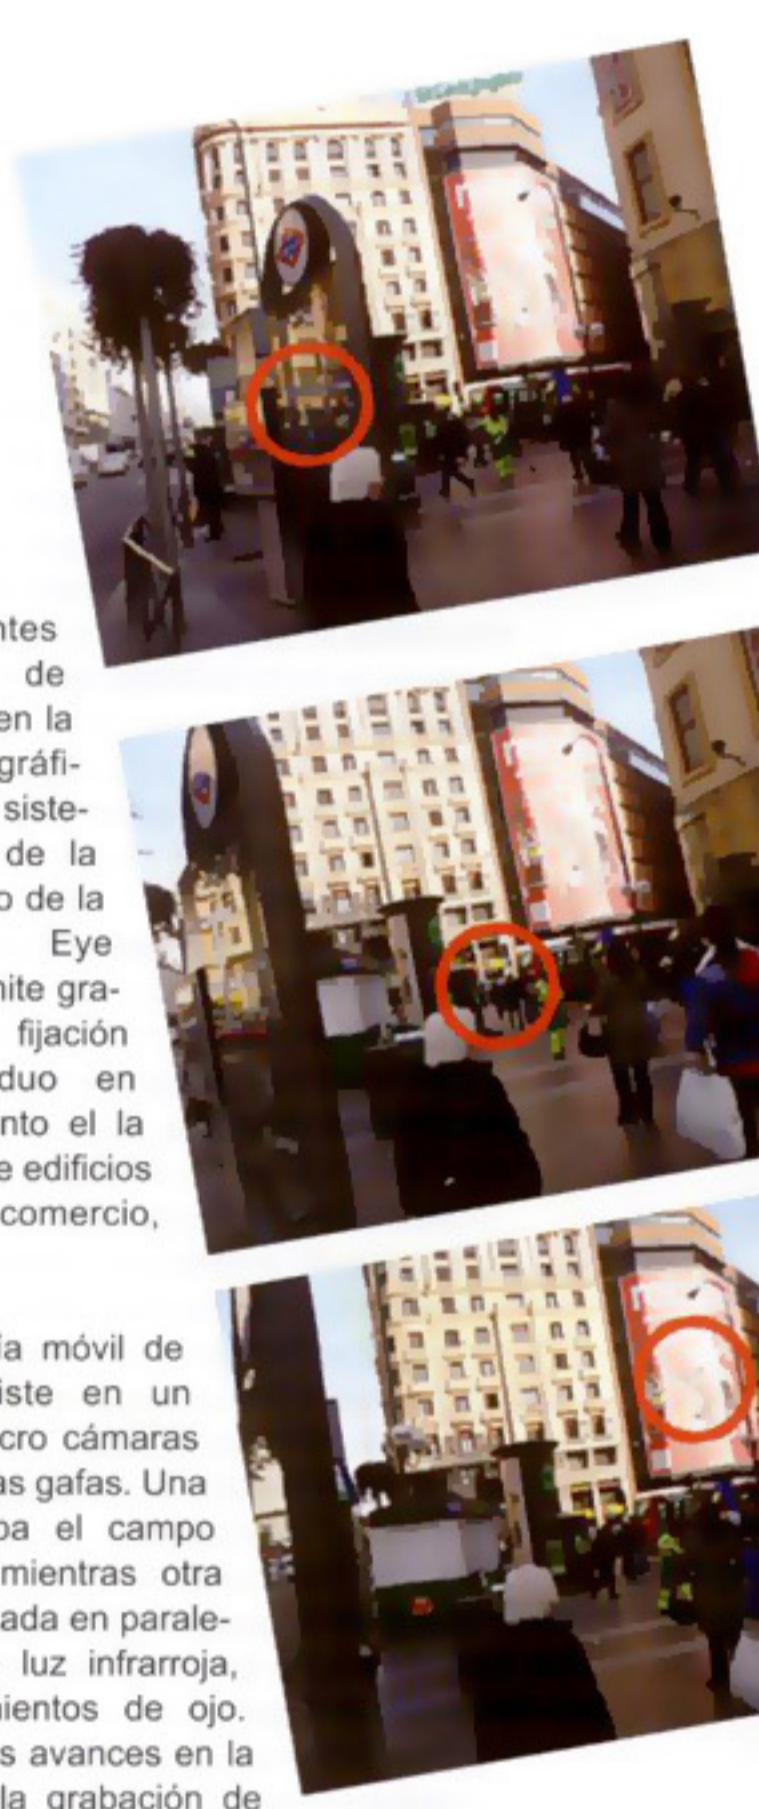 ntes
de
en la
gráfi-
siste-
de la
o de la
Eye
nite gra-
fijación
duo en
nto el la
e edificios
comercio,
ía móvil de
iste en un
cro cámaras
as gafas. Una
ba el campo
mientras otra
ada en parale-
luz infrarroja,
nientos de ojo.
s avances en la
la grabación de